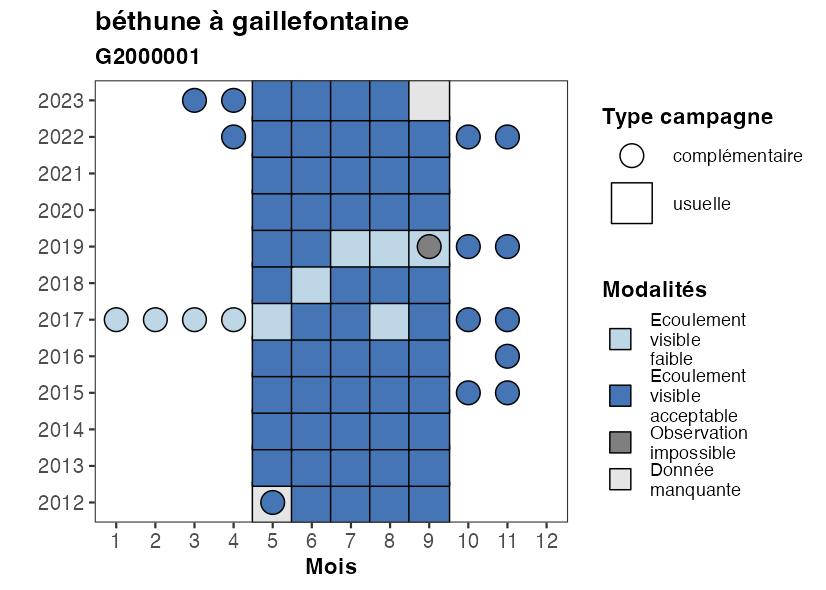 béthune à gaillefontaine
G2000001
2023
2022
2021
2020
2019
2018
2017
2016
2015
2014
2013
2012
1 2 3 4 5 6 7 8 9 10 11 12
Mois
Type campagne
complémentaire
usuelle
Modalités
Ecoulement
visible
faible
Ecoulement
visible
acceptable
Observation
impossible
Donnée
manquante